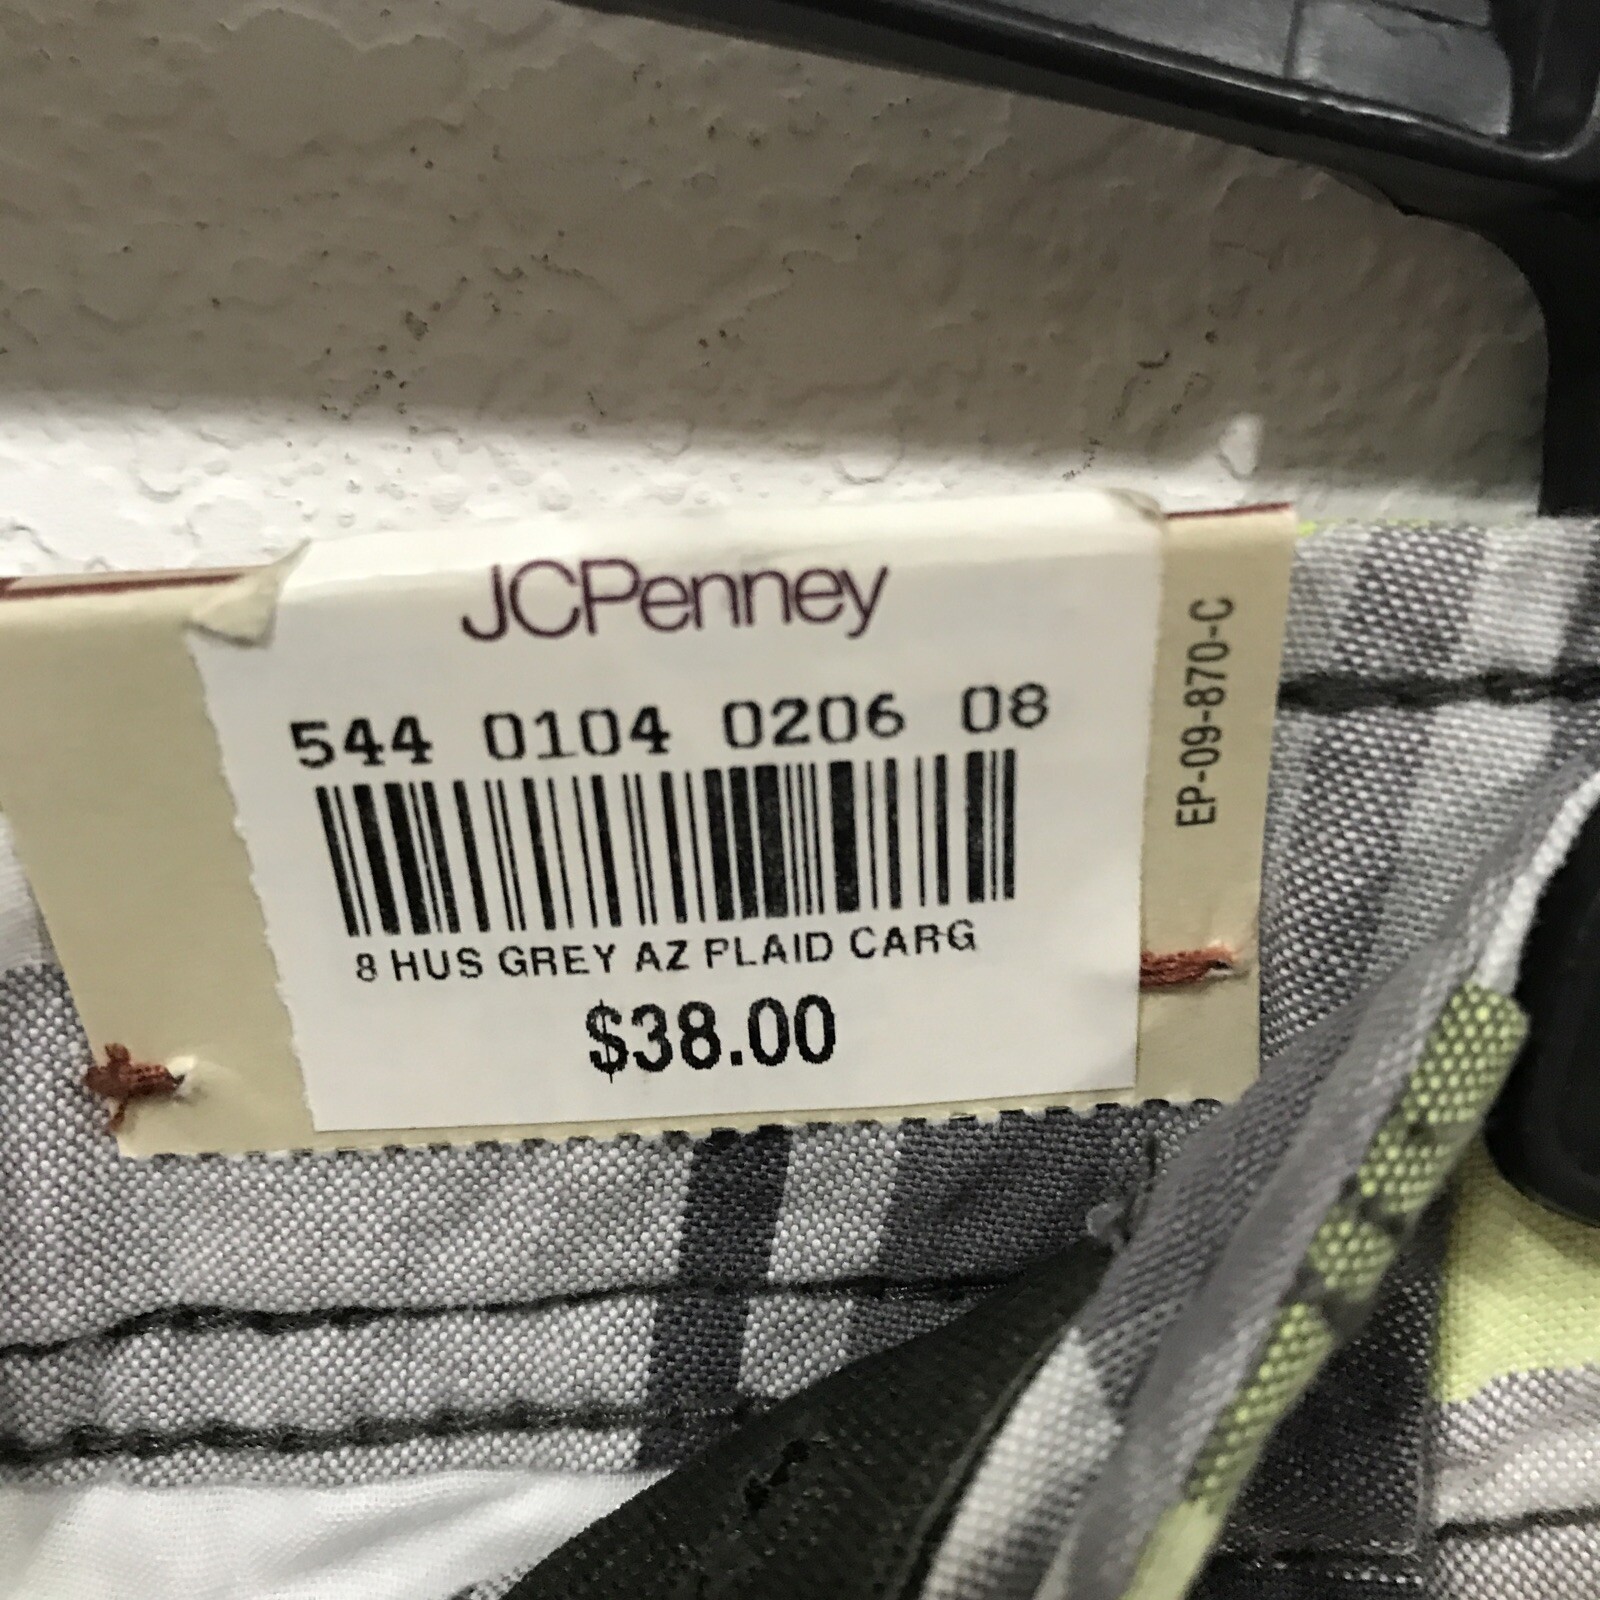 JCPenney
544 0104 0206 08
8 HUS GREY AZ PLAID CARG
$38.00
EP-09-870-C